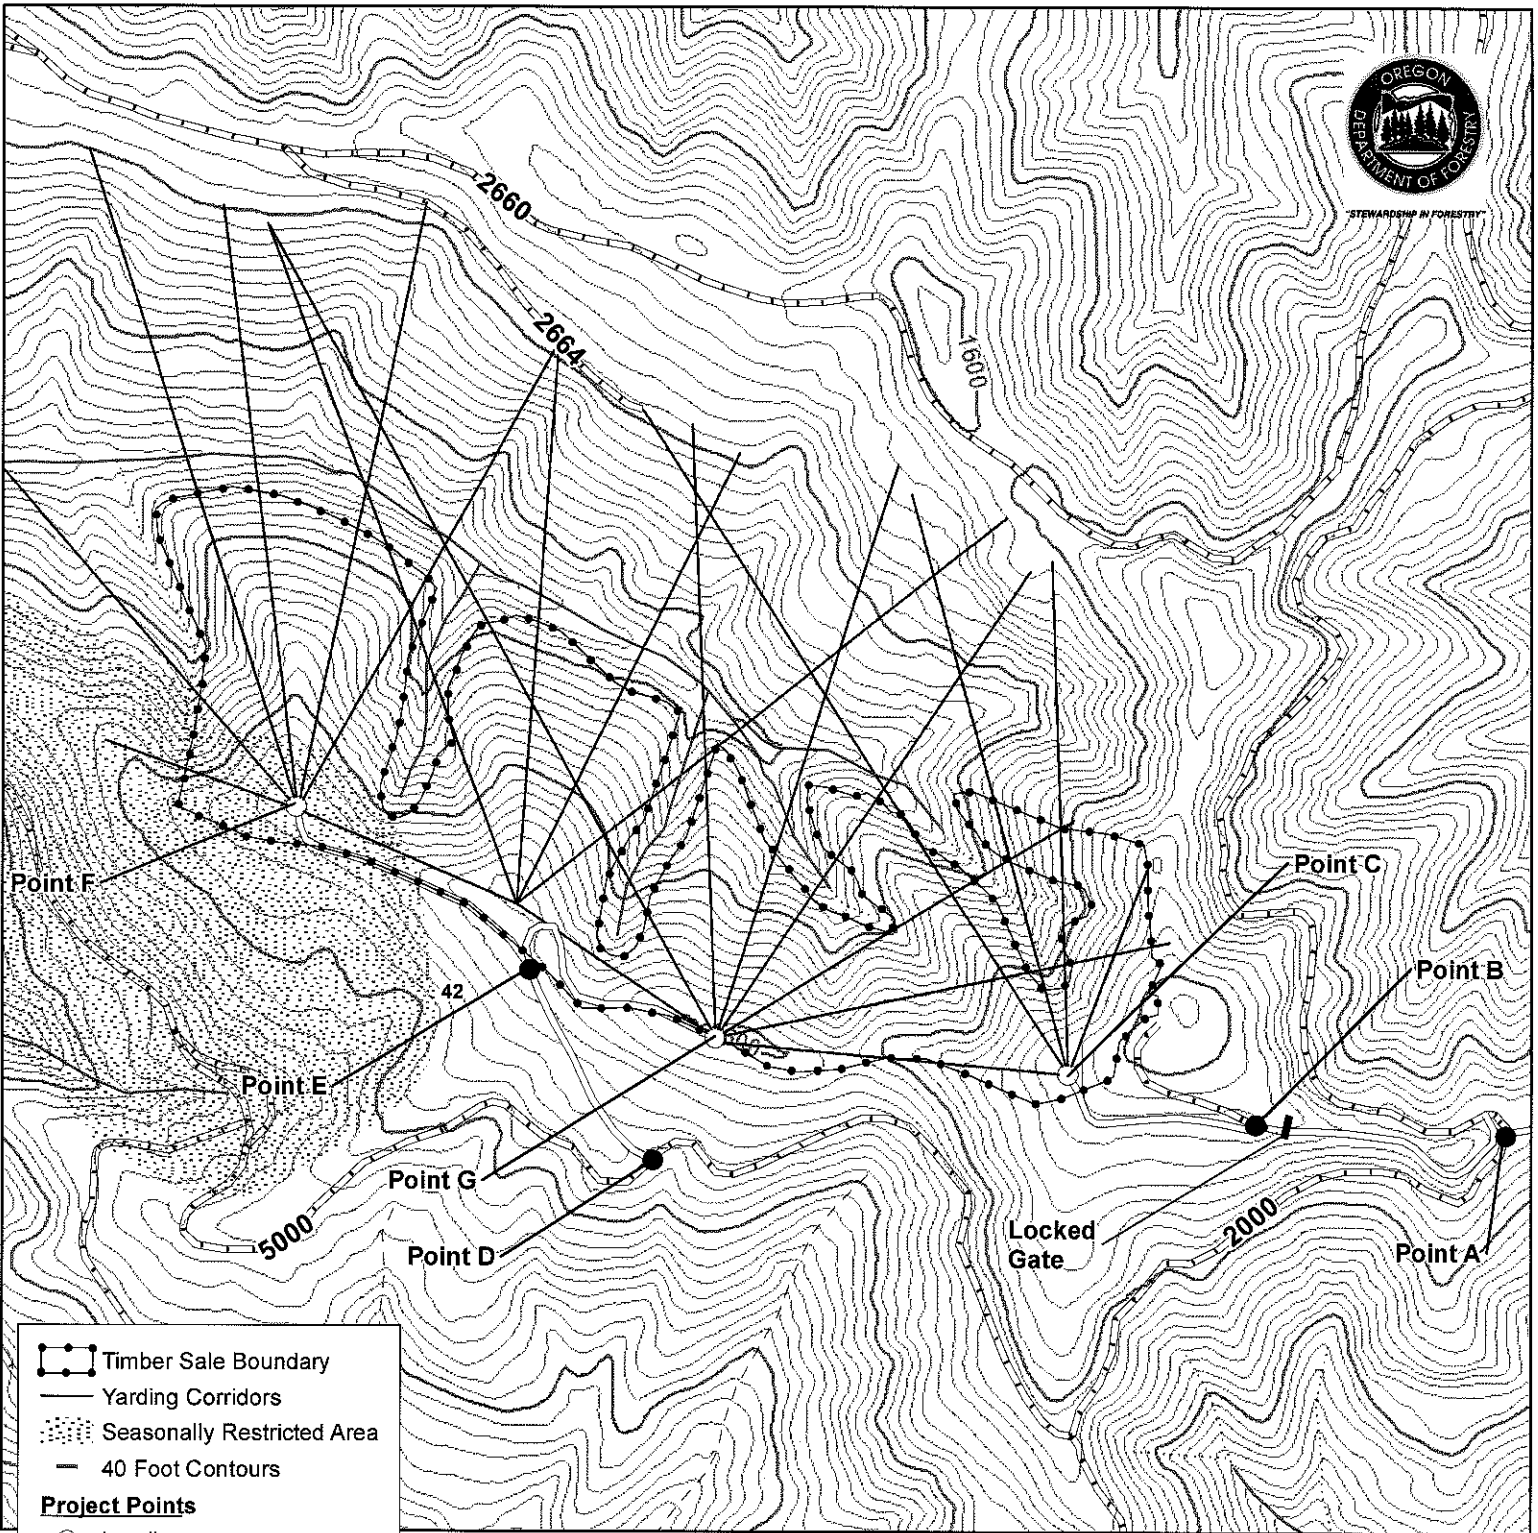 OREGON
DEPARTMENT OF FORESTRY
"STEWARDSHIP IN FORESTRY"
2660
2664
1600
Point C
Point F
Point B
42
Point E
Point G
Point D
5000
Locked
Gate
2000
Point A
Timber Sale Boundary
Yarding Corridors
Seasonally Restricted Area
40 Foot Contours
Project Points